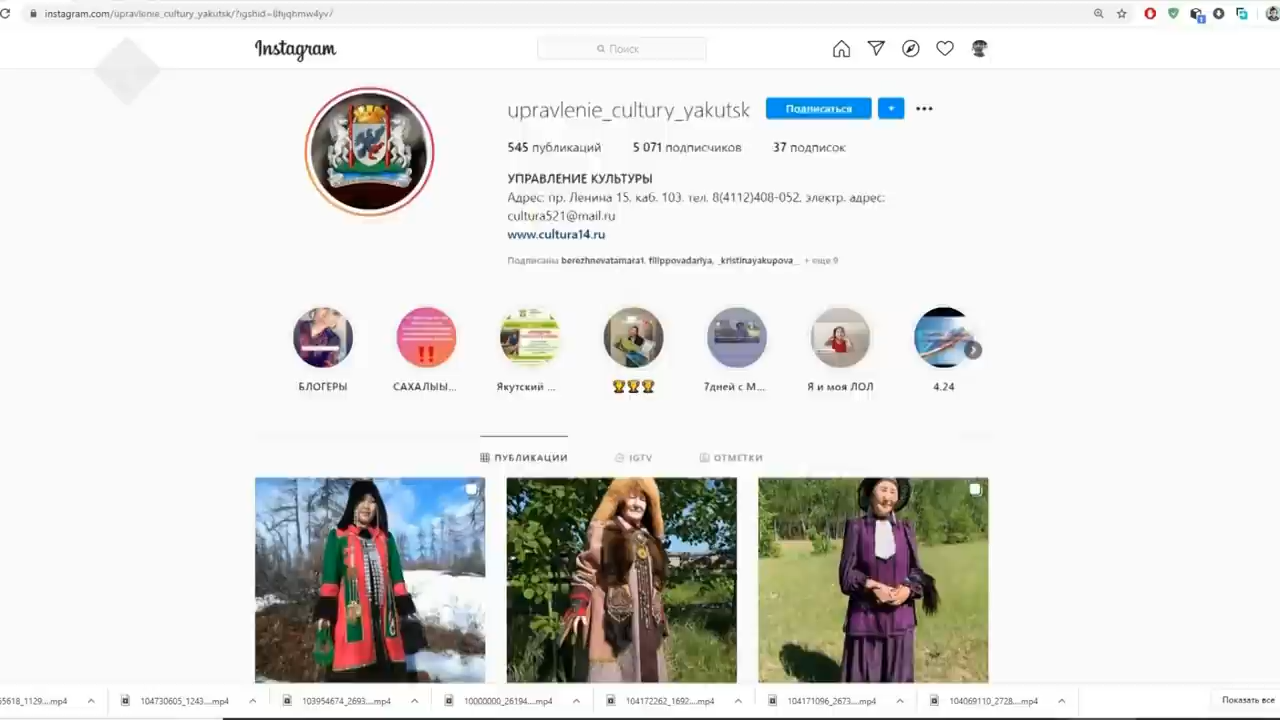 instagram.com/upravlenie_cultury_yakutsk/?igshid=
Instagram
Поиск
upravlenie_cultury_yakutsk Подписаться
545 публикаций 5 071 подписчиков 37 подписок
УПРАВЛЕНИЕ КУЛЬТУРЫ
Адрес: пр. Ленина 15, каб. 103, тел. 8(4112)408-052, электр. адрес:
cultura521@mail.ru
www.cultura14.ru
Подписаны berezhnevatamara1, filippovadariya, _kristinayakupova_ + еще 9
БЛОГЕРЫ САХАЛЫЫ... Якутский ... 🏆🏆🏆 7дней с М... Я и моя ЛОЛ 4.24
ПУБЛИКАЦИИ IGTV ОТМЕТКИ
55618_1129....mp4 104730605_1243....mp4 103954674_2693....mp4 10000000_26194....mp4 104172262_1692....mp4 104171096_2673....mp4 104069110_2728....mp4 Показать все